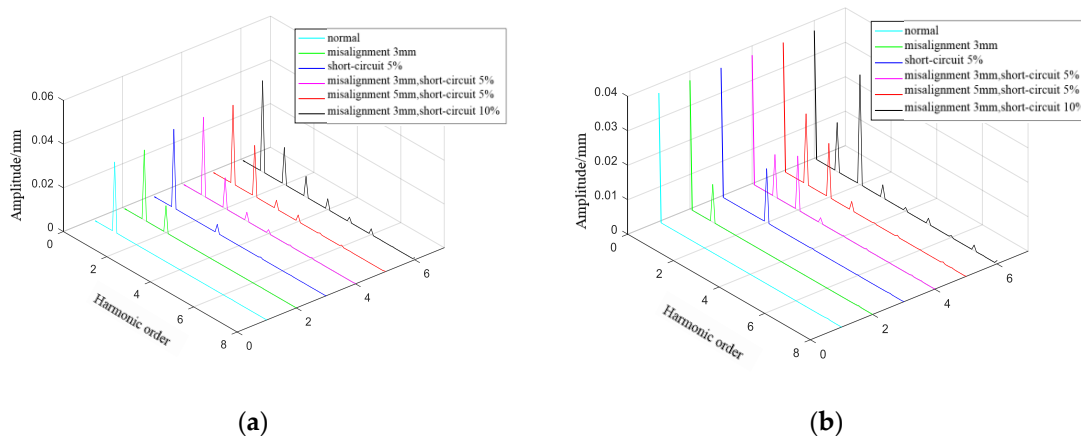 normal
misalignment 3mm
short-circuit 5%
misalignment 3mm,short-circuit 5%
misalignment 5mm,short-circuit 5%
misalignment 3mm,short-circuit 10%
Amplitude/mm
0.06
0.04
0.02
0
0
2
4
6
8
Harmonic order
0
2
4
6
(a)
normal
misalignment 3mm
short-circuit 5%
misalignment 3mm,short-circuit 5%
misalignment 5mm,short-circuit 5%
misalignment 3mm,short-circuit 10%
Amplitude/mm
0.04
0.03
0.02
0.01
0
0
2
4
6
8
Harmonic order
0
2
4
6
(b)